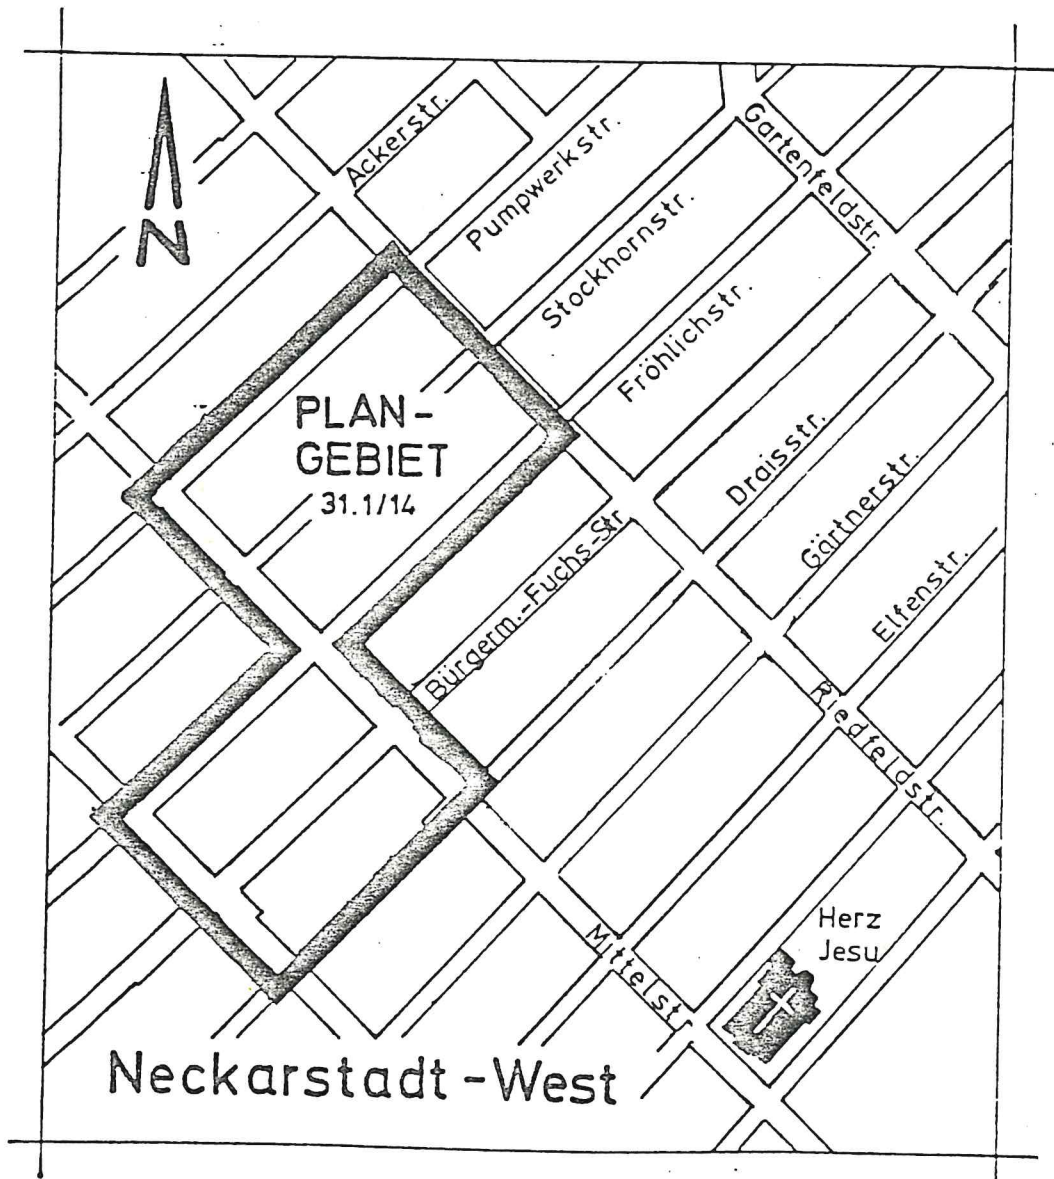 Ackerstr.
Pumpwerkstr.
Gartenfeldstr.
Stockhornstr.
Fröhlichstr.
N
PLAN-
GEBIET
31.1/14
Draisstr.
Gärtnerstr.
Bürgerm.-Fuchs-Str
Elfenstr.
Riedfeldstr.
Herz
Jesu
Mittelstr.
Neckarstadt-West